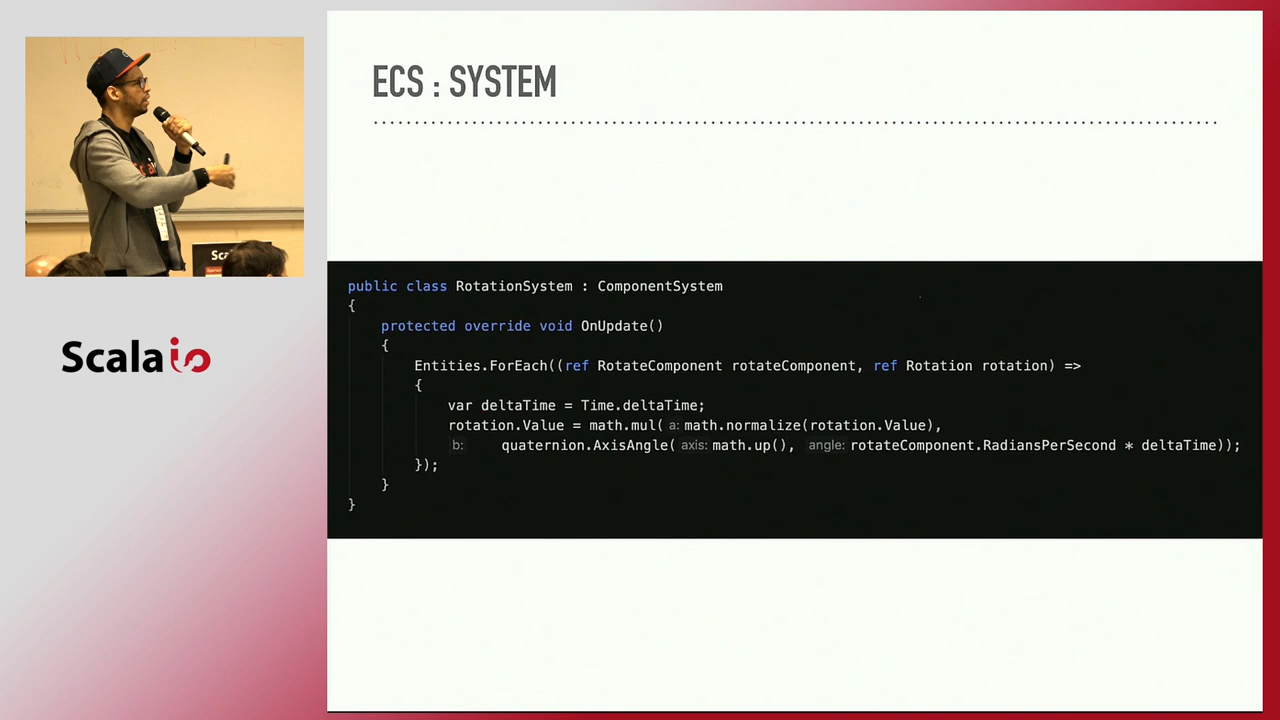 ECS : SYSTEM
public class RotationSystem : ComponentSystem
{
protected override void OnUpdate()
{
Entities.ForEach((ref RotateComponent rotateComponent, ref Rotation rotation) =>
{
var deltaTime = Time.deltaTime;
rotation.Value = math.mul( a: math.normalize(rotation.Value),
b: quaternion.AxisAngle( axis: math.up(), angle: rotateComponent.RadiansPerSecond * deltaTime));
});
}
}
Scala io